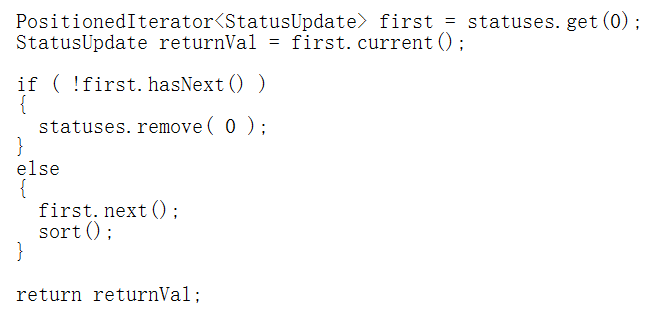 PositionedIterator<StatusUpdate> first = statuses.get(0);
StatusUpdate returnVal = first.current();

if ( !first.hasNext() )
{
  statuses.remove( 0 );
}
else
{
  first.next();
  sort();
}

return returnVal;